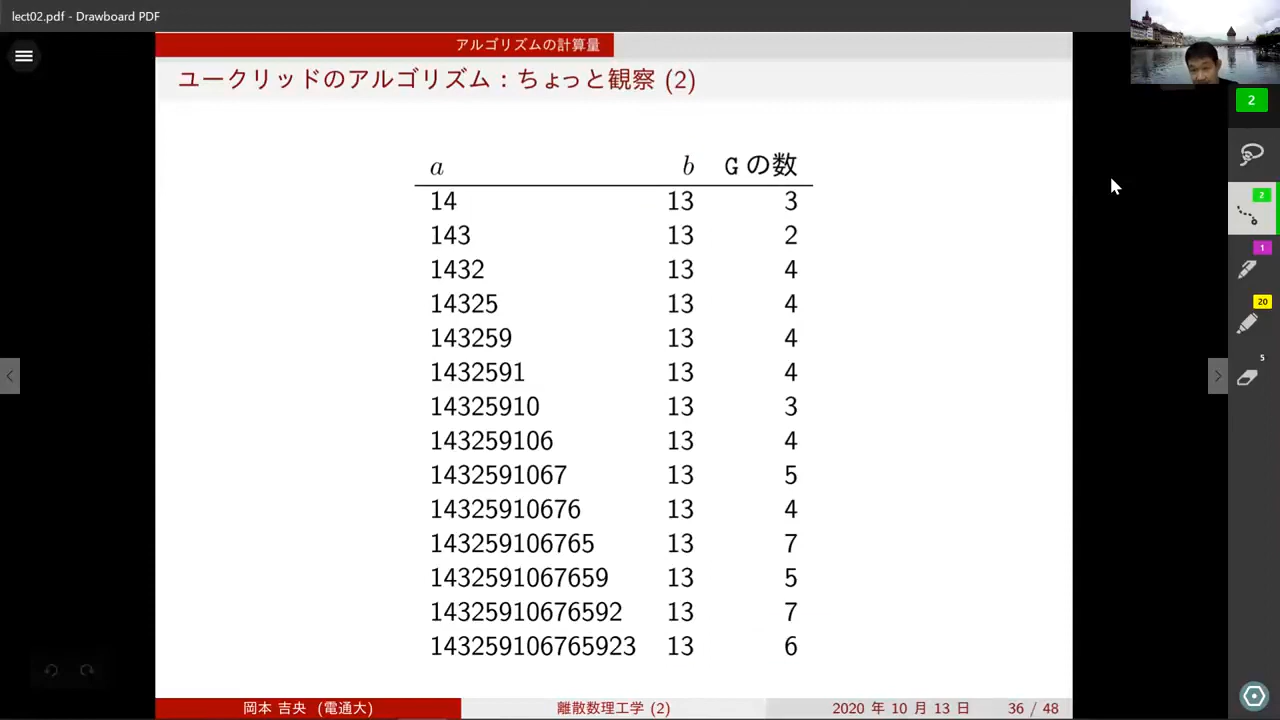 lect02.pdf - Drawboard PDF
アルゴリズムの計算量
ユークリッドのアルゴリズム：ちょっと観察 (2)
a b G の数
14 13 3
143 13 2
1432 13 4
14325 13 4
143259 13 4
1432591 13 4
14325910 13 3
143259106 13 4
1432591067 13 5
14325910676 13 4
143259106765 13 7
1432591067659 13 5
14325910676592 13 7
143259106765923 13 6
岡本 吉央 (電通大) 離散数理工学 (2) 2020 年 10 月 13 日 36 / 48
2
2
1
20
5